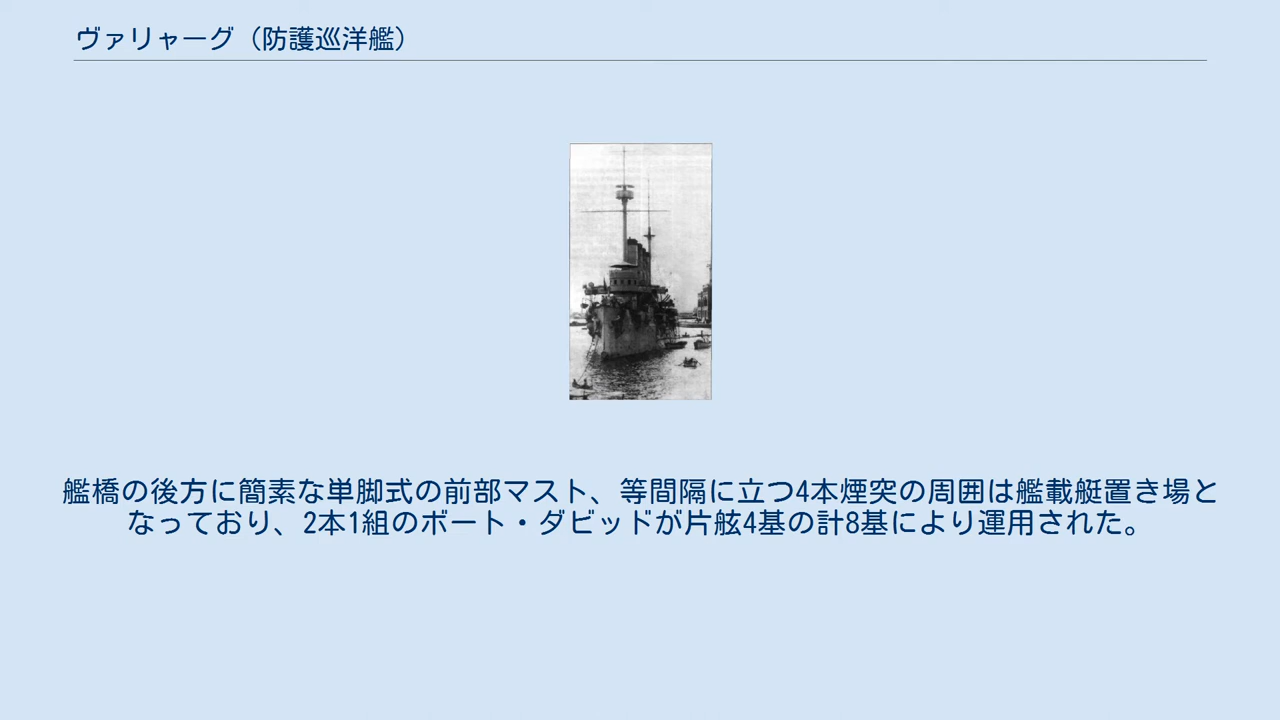 ヴァリャーグ（防護巡洋艦）
艦橋の後方に簡素な単脚式の前部マスト、等間隔に立つ4本煙突の周囲は艦載艇置き場と
なっており、2本1組のボート・ダビッドが片舷4基の計8基により運用された。